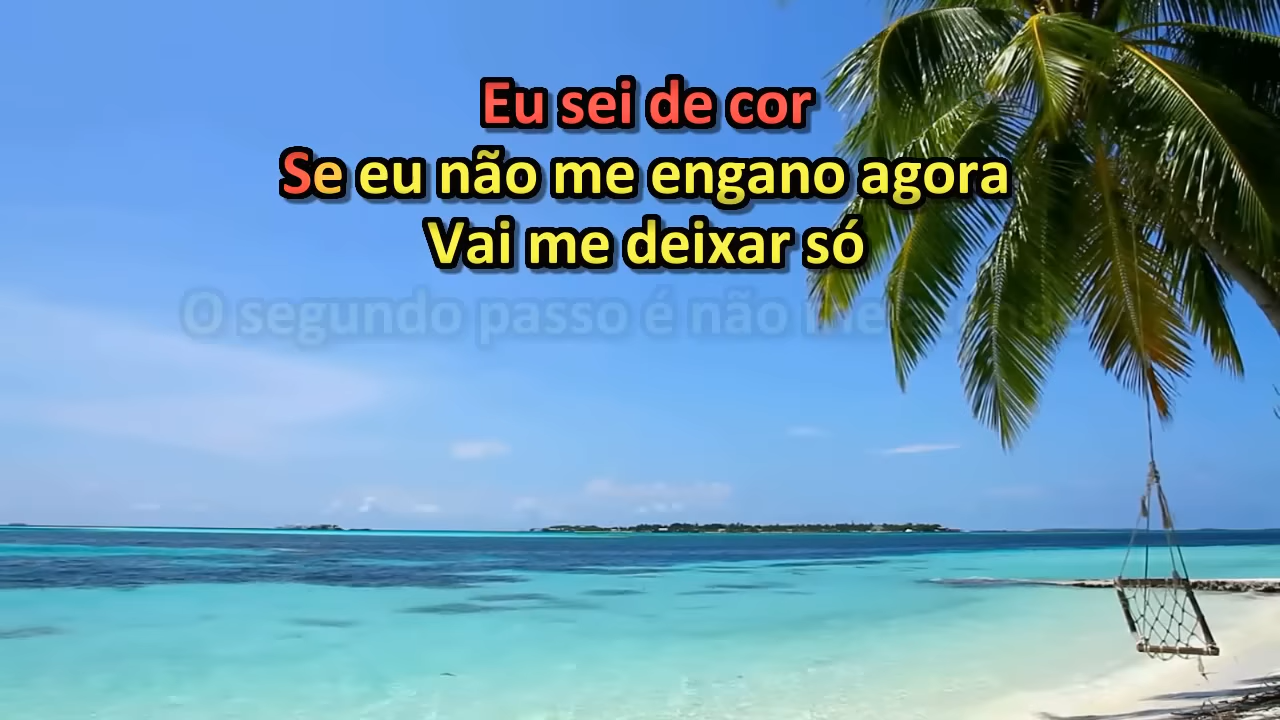 Eu sei de cor
Se eu não me engano agora
Vai me deixar só
O segundo passo é não me